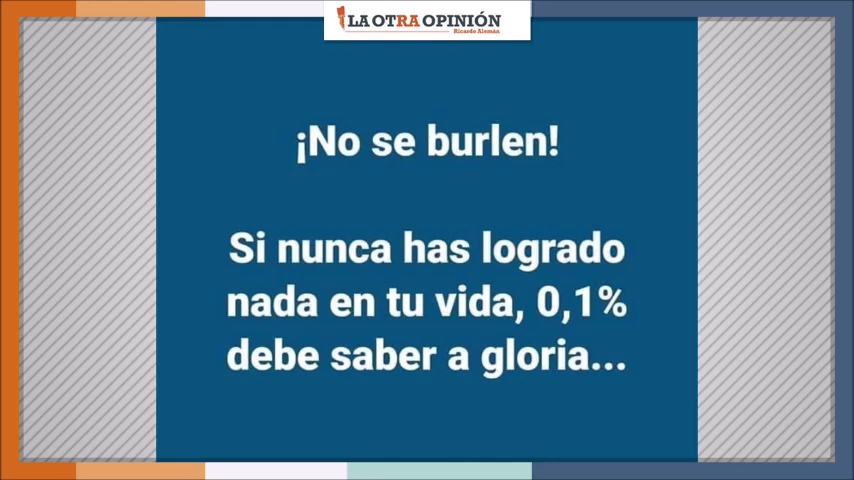 LA OTRA OPINIÓN
Ricardo Alemán
¡No se burlen!
Si nunca has logrado
nada en tu vida, 0,1%
debe saber a gloria...